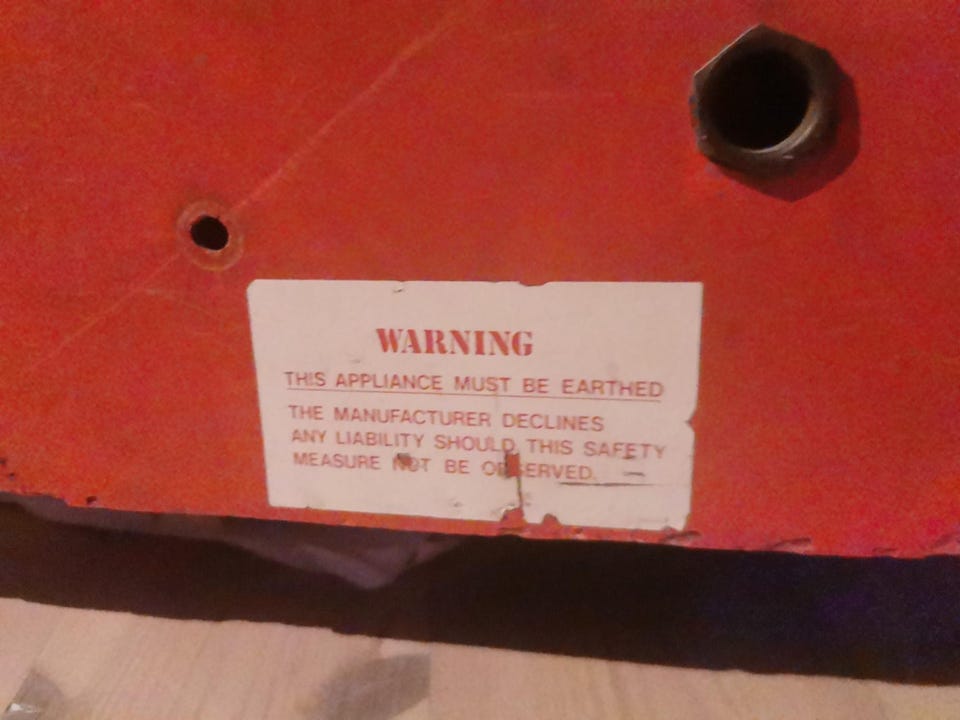 WARNING
THIS APPLIANCE MUST BE EARTHED
THE MANUFACTURER DECLINES
ANY LIABILITY SHOULD THIS SAFETY
MEASURE NOT BE OBSERVED.